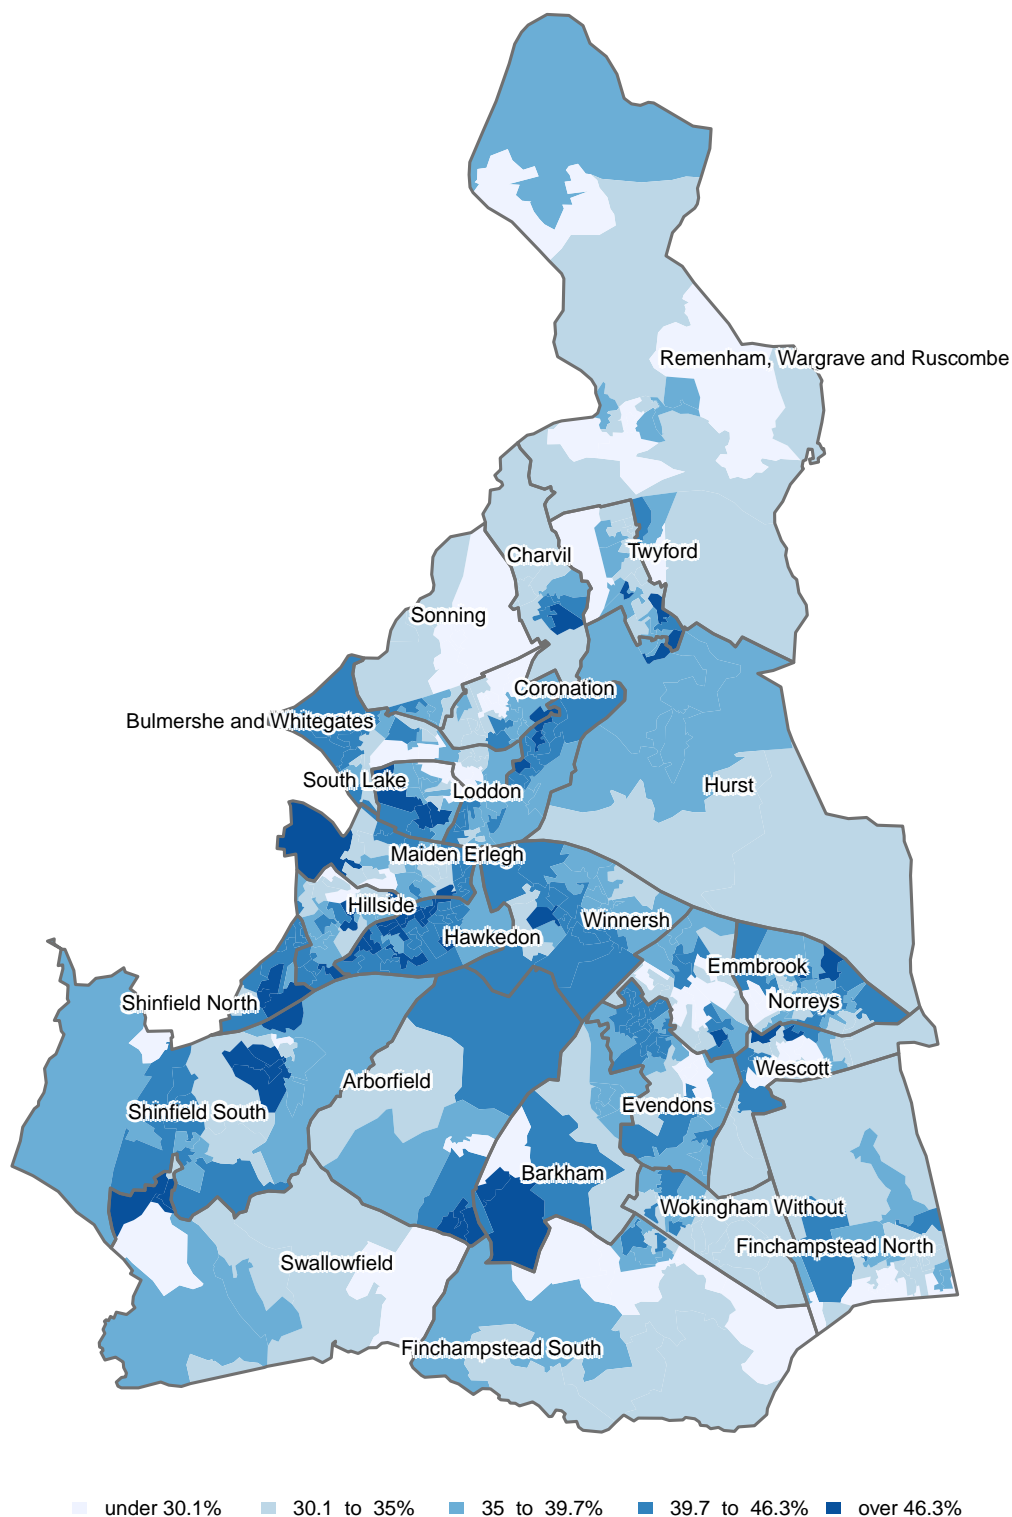 Remenham, Wargrave and Ruscombe
Charvil
Twyford
Sonning
Coronation
Bulmershe and Whitegates
South Lake
Loddon
Hurst
Maiden Erlegh
Hillside
Winnersh
Hawkedon
Emmbrook
Shinfield North
Norreys
Wescott
Arborfield
Shinfield South
Evendons
Barkham
Wokingham Without
Finchampstead North
Swallowfield
Finchampstead South
under 30.1% 30.1 to 35% 35 to 39.7% 39.7 to 46.3% over 46.3%